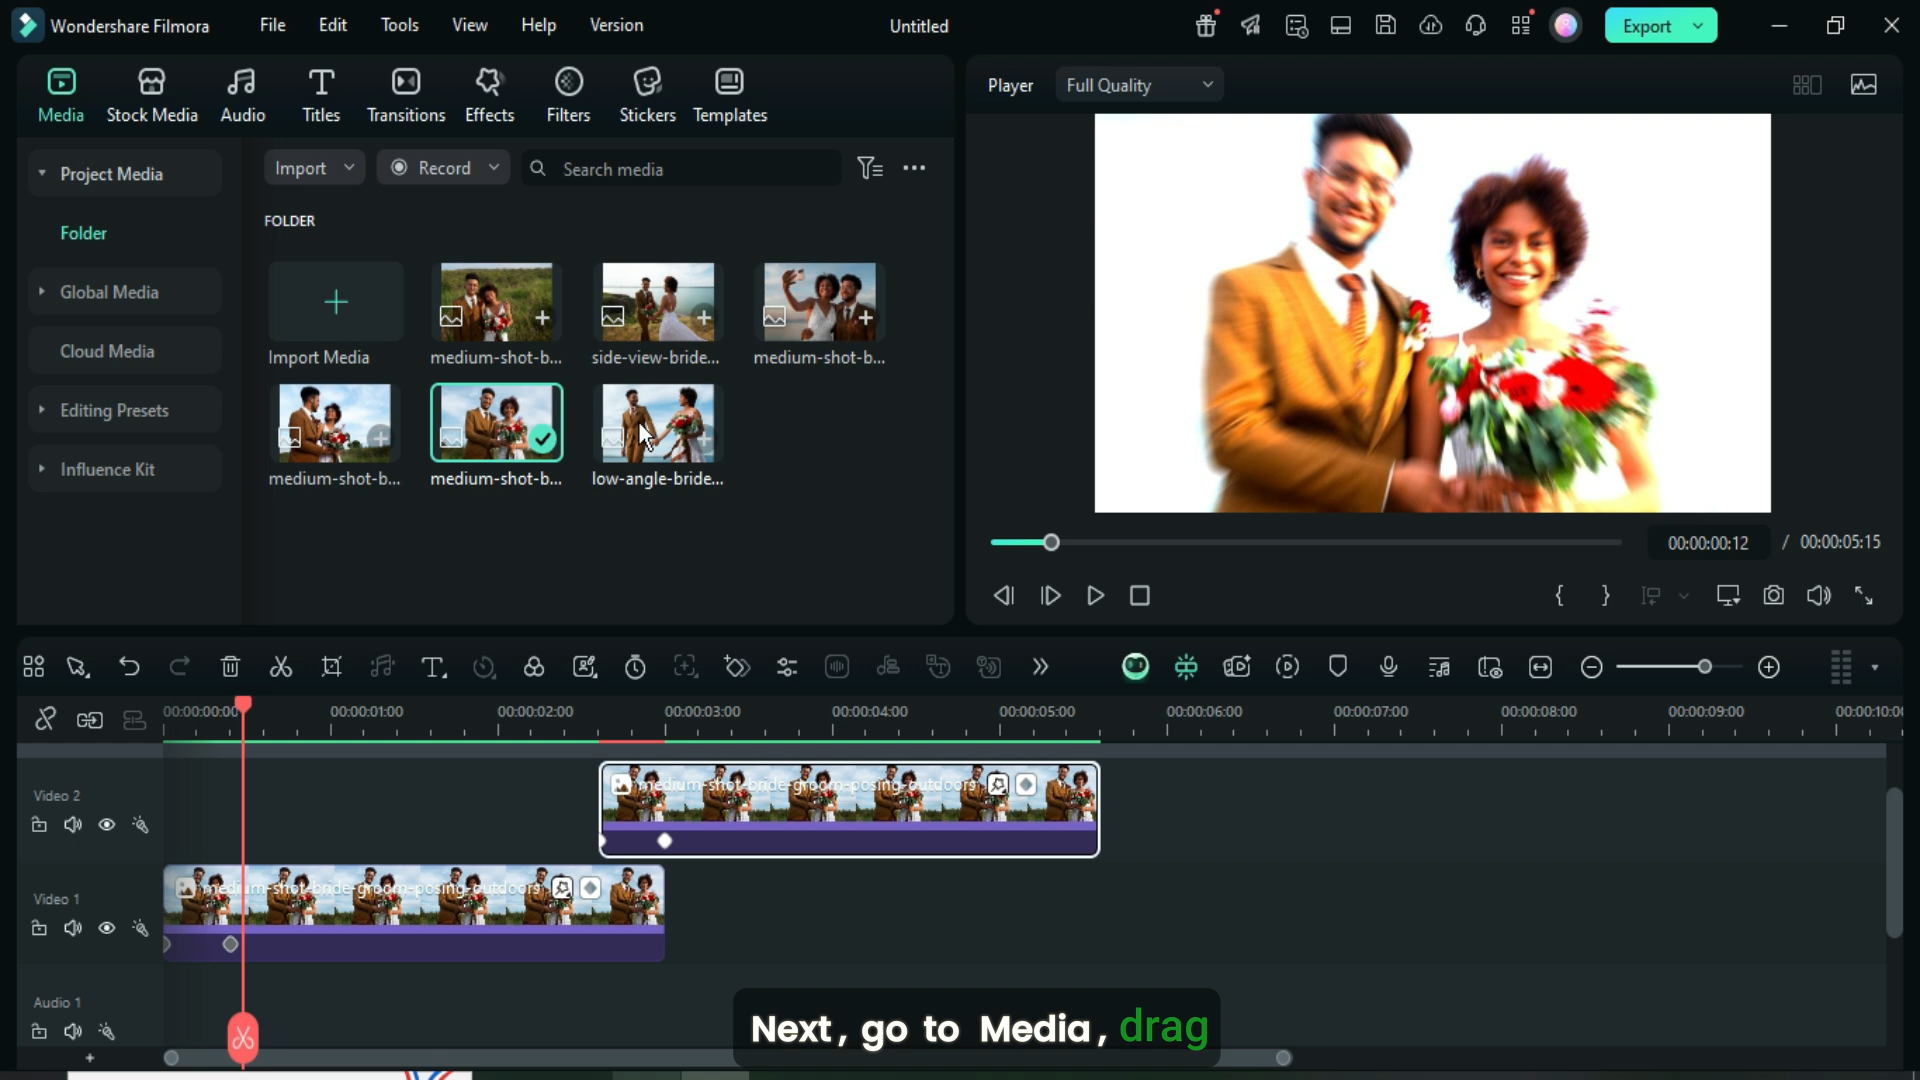 Wondershare Filmora File Edit Tools View Help Version Untitled Export
Media Stock Media Audio Titles Transitions Effects Filters Stickers Templates
Player Full Quality
Project Media
Import Record Search media
FOLDER
Folder
Global Media
Cloud Media
Editing Presets
Influence Kit
Import Media medium-shot-b... side-view-bride... medium-shot-b...
medium-shot-b... medium-shot-b... low-angle-bride...
00:00:00:12 / 00:00:05:15
00:00:00:00 00:00:01:00 00:00:02:00 00:00:03:00 00:00:04:00 00:00:05:00 00:00:06:00 00:00:07:00 00:00:08:00 00:00:09:00 00:00:10:00
Video 2
medium-shot-bride-groom-posing-outdoors
Video 1
medium-shot-bride-groom-posing-outdoors
Audio 1
Next, go to Media, drag